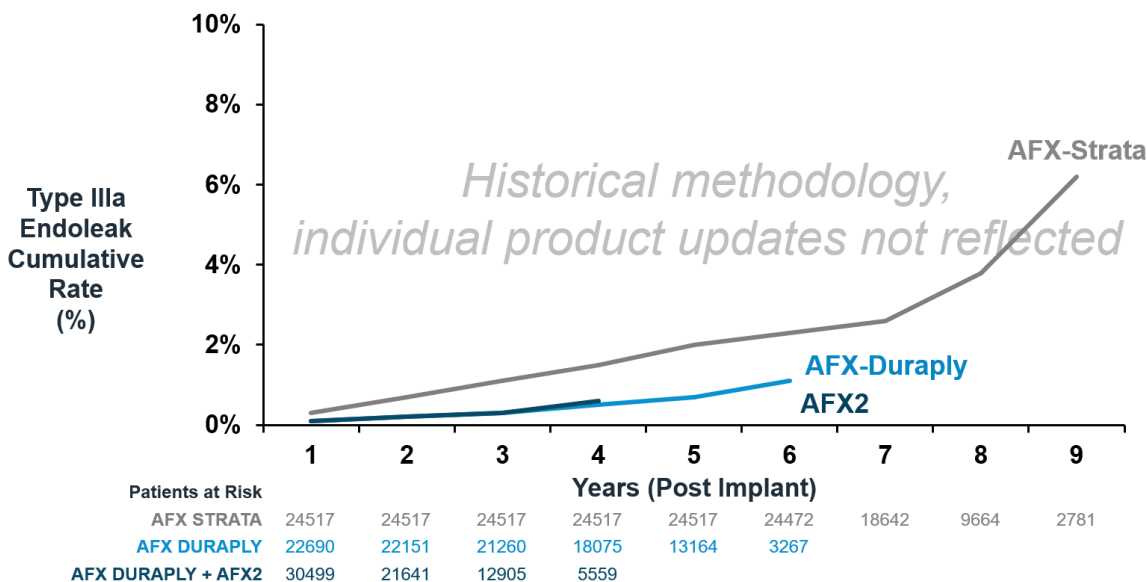 10%
8%
6%
4%
2%
0%
Type IIIa
Endoleak
Cumulative
Rate
(%)
Historical methodology,
individual product updates not reflected
AFX-Strata
AFX-Duraply
AFX2
1 2 3 4 5 6 7 8 9
Years (Post Implant)
Patients at Risk
AFX STRATA 24517 24517 24517 24517 24517 24472 18642 9664 2781
AFX DURAPLY 22690 22151 21260 18075 13164 3267
AFX DURAPLY + AFX2 30499 21641 12905 5559